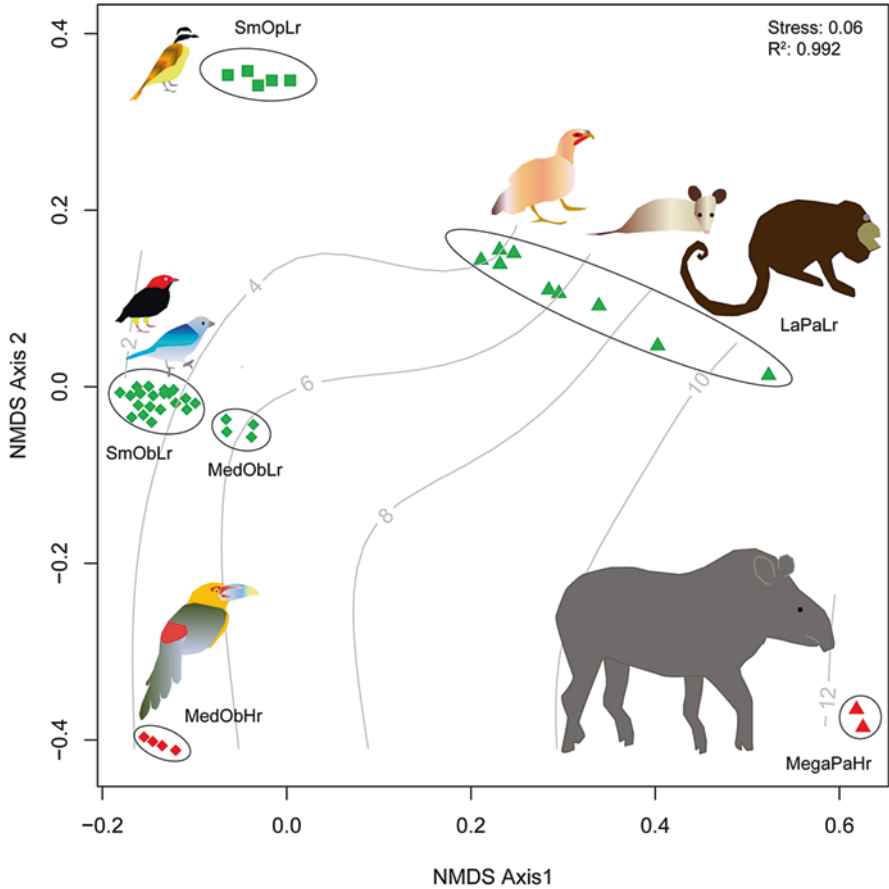 SmOpLr
Stress: 0.06
R²: 0.992
0.4
0.2
0.0
−0.2
−0.4
NMDS Axis 2
2
4
6
8
10
12
LaPaLr
SmObLr
MedObLr
MedObHr
MegaPaHr
−0.2
0.0
0.2
0.4
0.6
NMDS Axis1